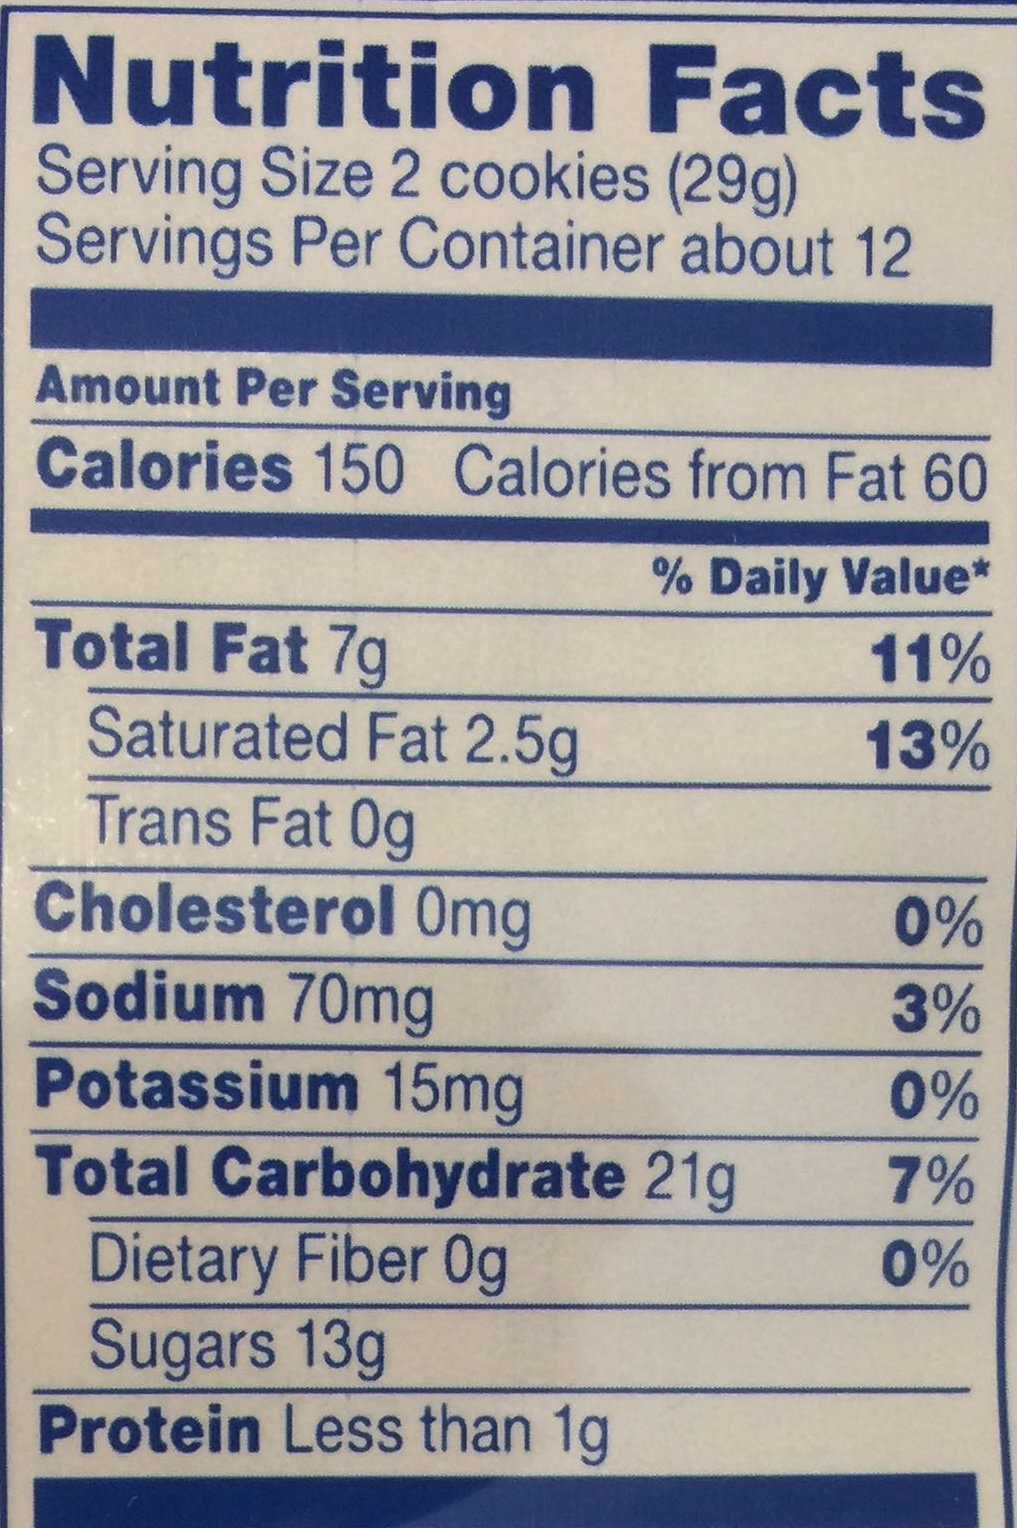 Nutrition Facts
Serving Size 2 cookies (29g)
Servings Per Container about 12
Amount Per Serving
Calories 150 Calories from Fat 60
% Daily Value*
Total Fat 7g 11%
Saturated Fat 2.5g 13%
Trans Fat 0g
Cholesterol 0mg 0%
Sodium 70mg 3%
Potassium 15mg 0%
Total Carbohydrate 21g 7%
Dietary Fiber 0g 0%
Sugars 13g
Protein Less than 1g